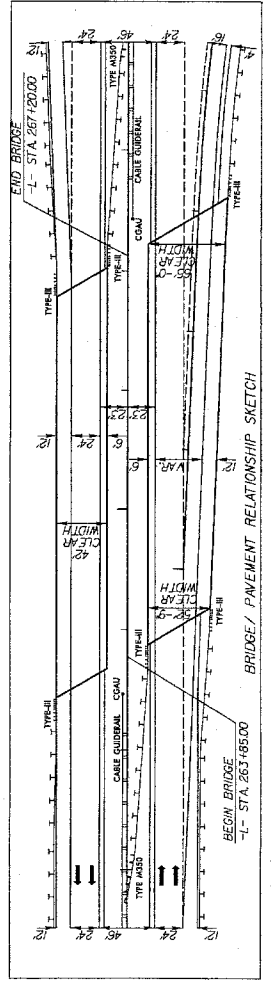 12'
24'
46'
24'
16'
4'
TYPE M350
CABLE GUIDERAIL
CGAU
END BRIDGE
-L- STA. 267+20.00
TYPE-III
TYPE-III
TYPE-III
CLEAR
WIDTH
12'
24'
6'
23'
23'
6'
VAR.
12'
42'
CLEAR
WIDTH
52'-9"
CLEAR
WIDTH
TYPE-III
TYPE-III
TYPE-III
CABLE GUIDERAIL
CGAU
TYPE M350
BEGIN BRIDGE
-L- STA. 263+85.00
12'
24'
46'
24'
12'
BRIDGE/ PAVEMENT RELATIONSHIP SKETCH